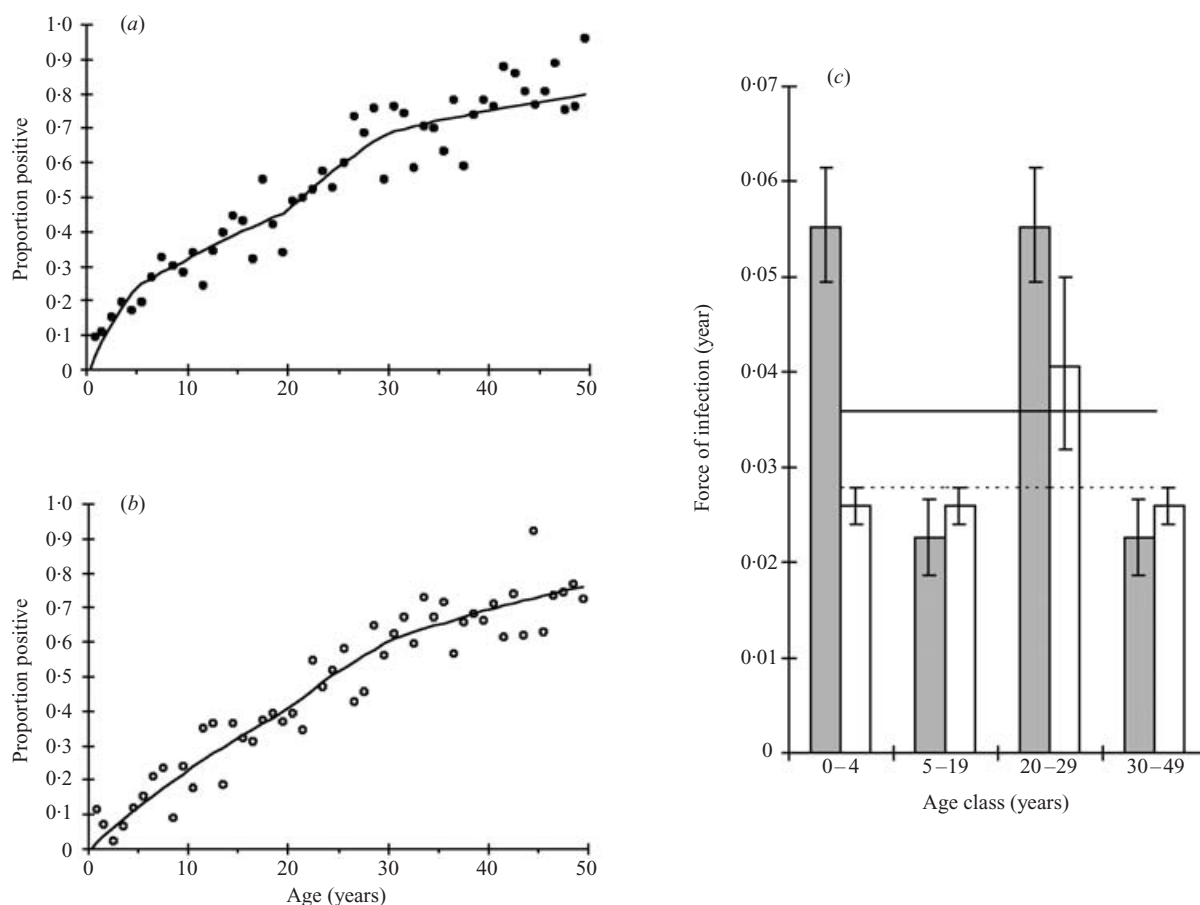 (a)
Proportion positive
1·0
0·9
0·8
0·7
0·6
0·5
0·4
0·3
0·2
0·1
0
0 10 20 30 40 50
(b)
Proportion positive
1·0
0·9
0·8
0·7
0·6
0·5
0·4
0·3
0·2
0·1
0
0 10 20 30 40 50
Age (years)
(c)
Force of infection (year)
0·07
0·06
0·05
0·04
0·03
0·02
0·01
0
0–4 5–19 20–29 30–49
Age class (years)